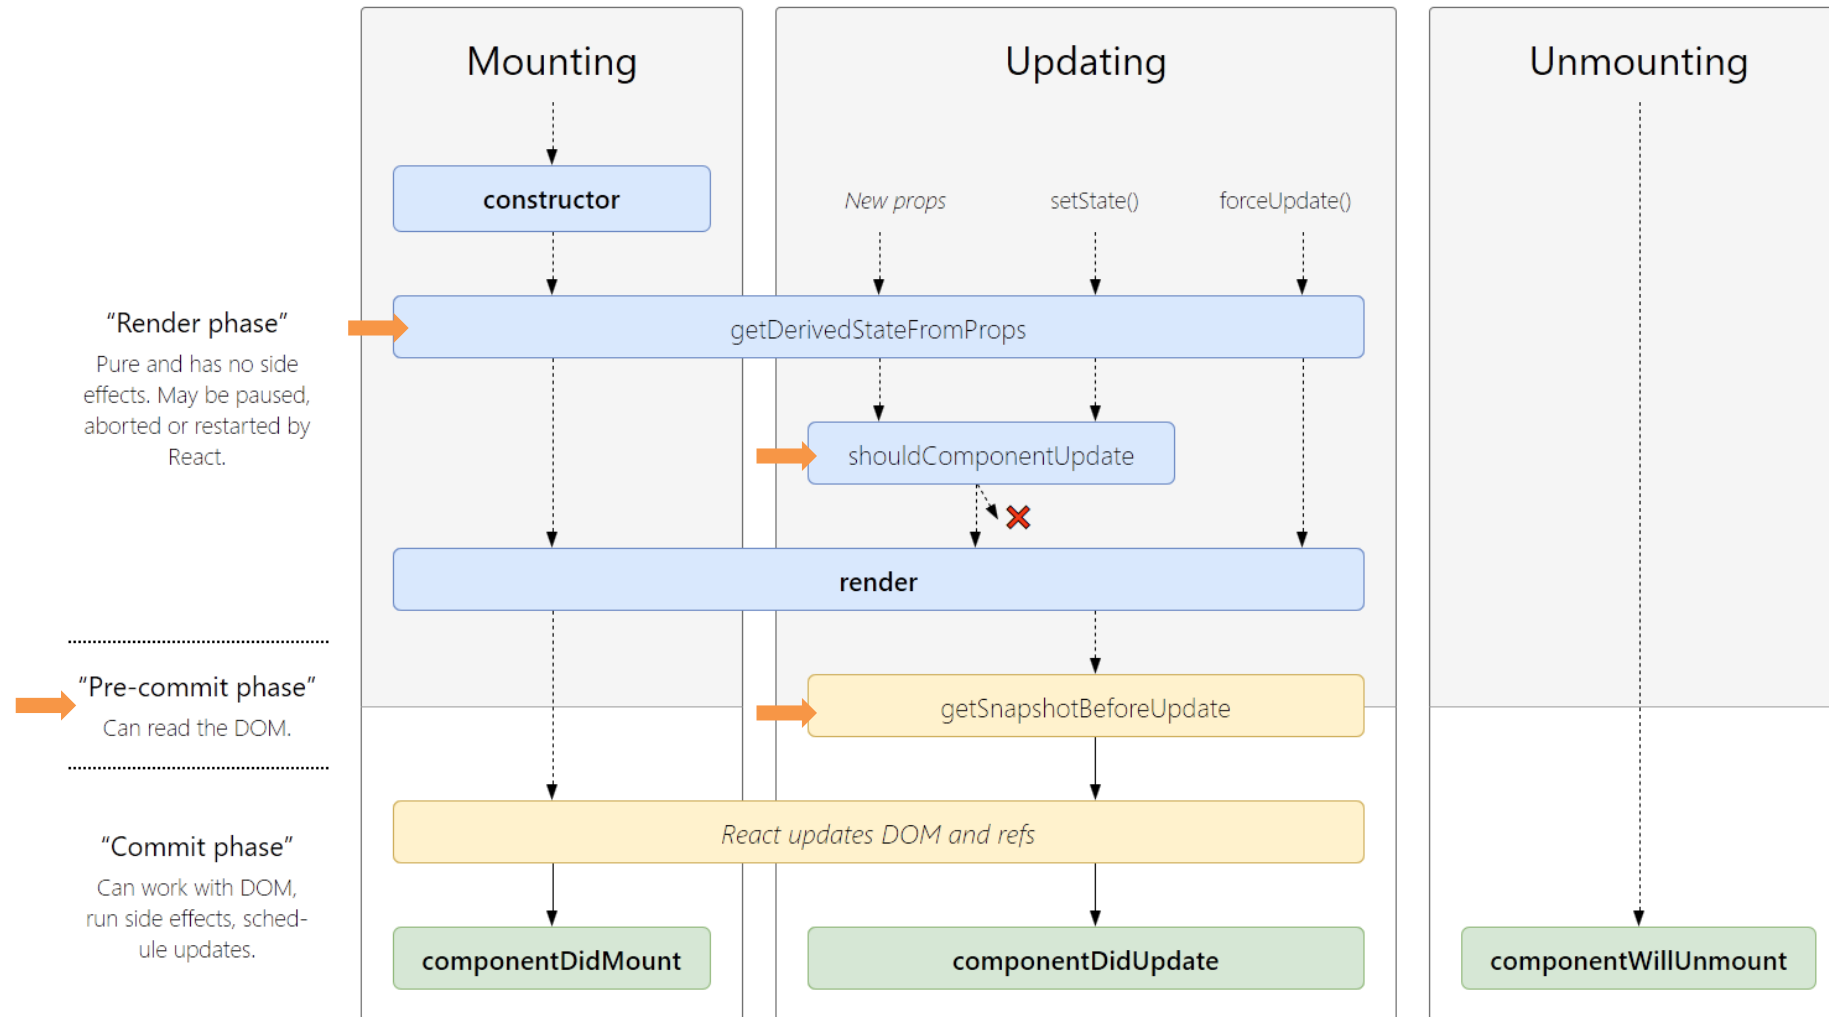 Mounting
Updating
Unmounting
constructor
New props
setState()
forceUpdate()
“Render phase”
Pure and has no side
effects. May be paused,
aborted or restarted by
React.
getDerivedStateFromProps
shouldComponentUpdate
render
“Pre-commit phase”
Can read the DOM.
getSnapshotBeforeUpdate
React updates DOM and refs
“Commit phase”
Can work with DOM,
run side effects, sched-
ule updates.
componentDidMount
componentDidUpdate
componentWillUnmount